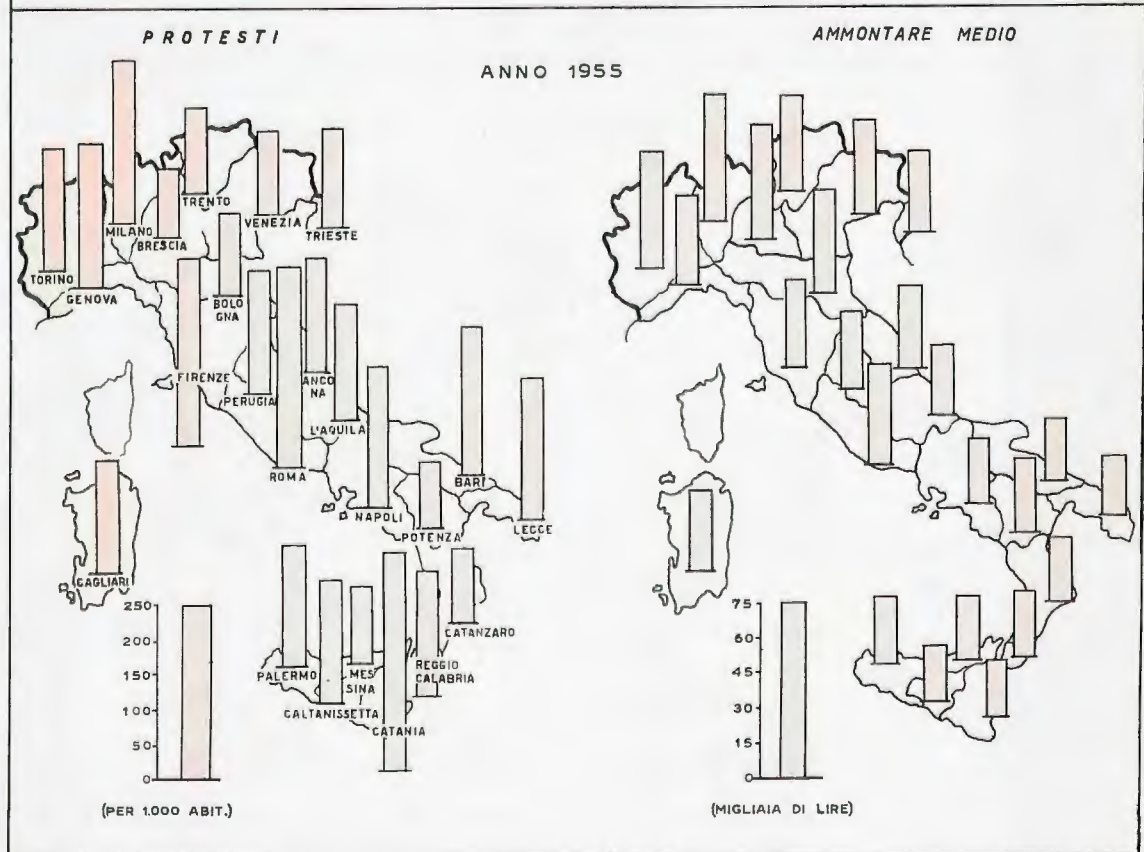 PROTESTI
AMMONTARE MEDIO
ANNO 1955
TORINO
GENOVA
MILANO
BRESCIA
TRENTO
VENEZIA
TRIESTE
BOLO
GNA
FIRENZE
PERUGIA
ANCO
NA
L'AQUILA
ROMA
NAPOLI
POTENZA
BARI
LECCE
CAGLIARI
PALERMO
MES
SINA
CALTANISSETTA
CATANIA
REGGIO
CALABRIA
CATANZARO
250
200
150
100
50
0
(PER 1.000 ABIT.)
75
60
45
30
15
0
(MIGLIAIA DI LIRE)